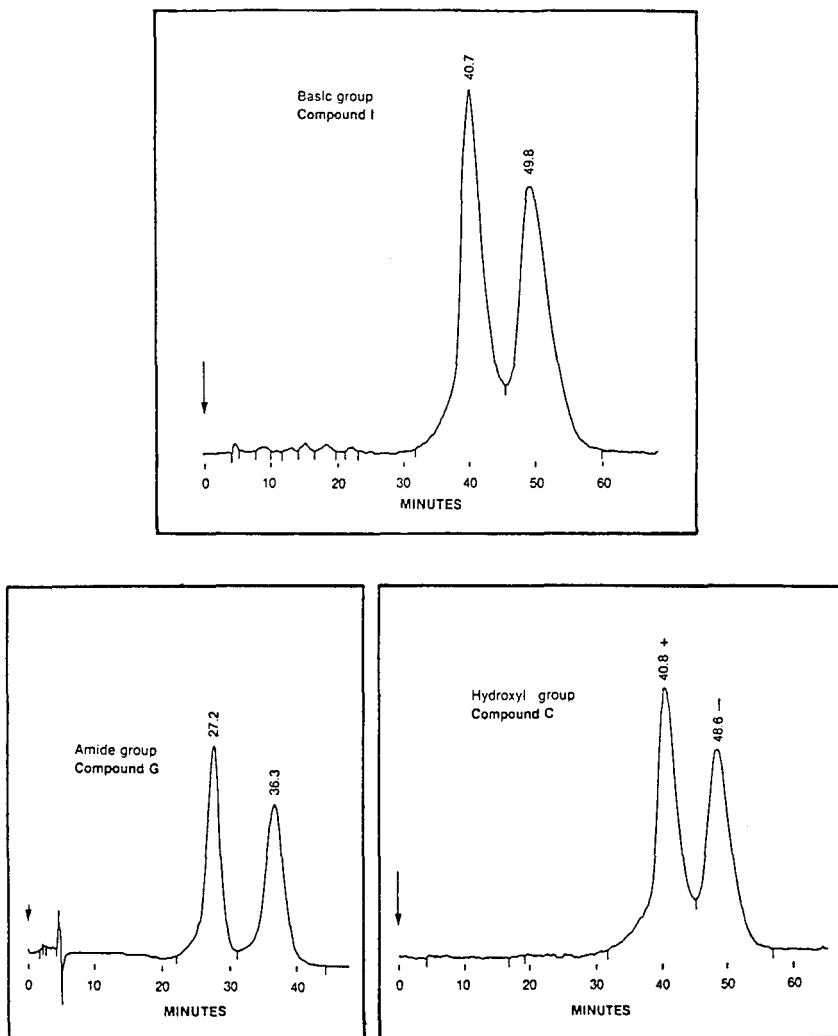 40.7
Basic group
Compound I
49.8
0 10 20 30 40 50 60
MINUTES
27.2
Amide group
Compound G
36.3
0 10 20 30 40
MINUTES
40.8 +
Hydroxyl group
Compound C
48.6 −
0 10 20 30 40 50 60
MINUTES